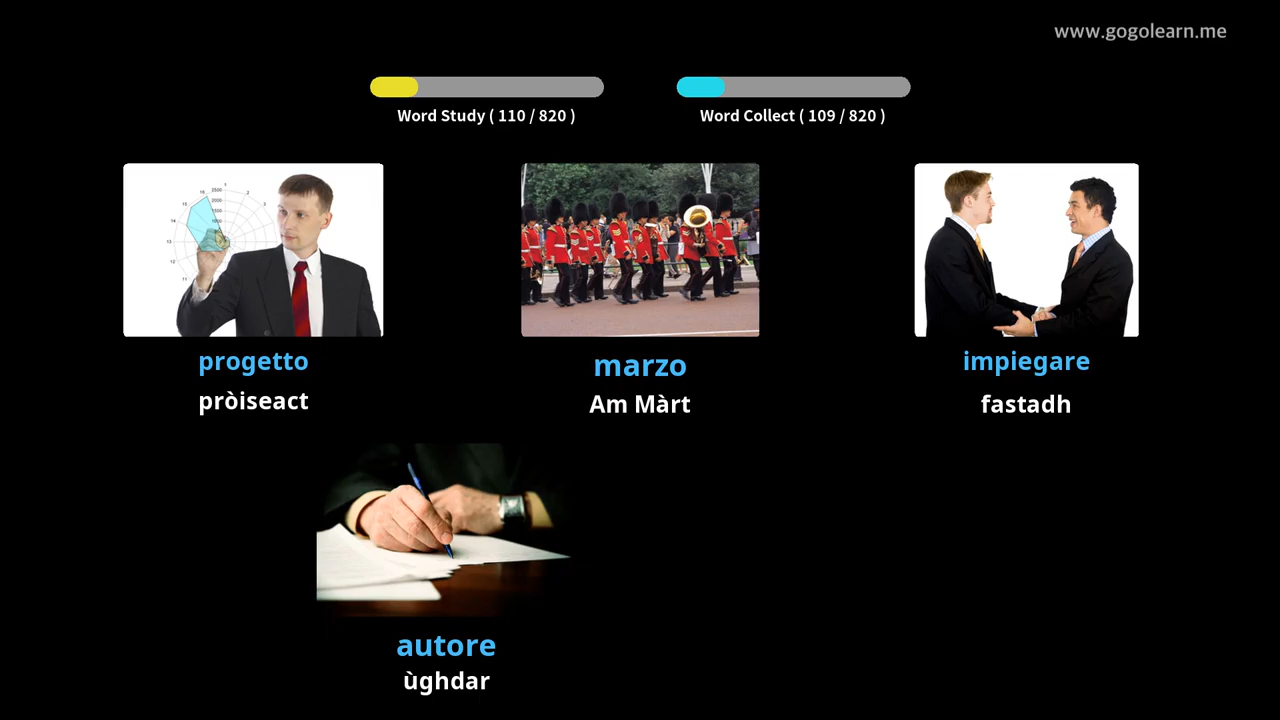 www.gogolearn.me
Word Study ( 110 / 820 )
Word Collect ( 109 / 820 )
progetto
pròiseact
marzo
Am Màrt
impiegare
fastadh
autore
ùghdar